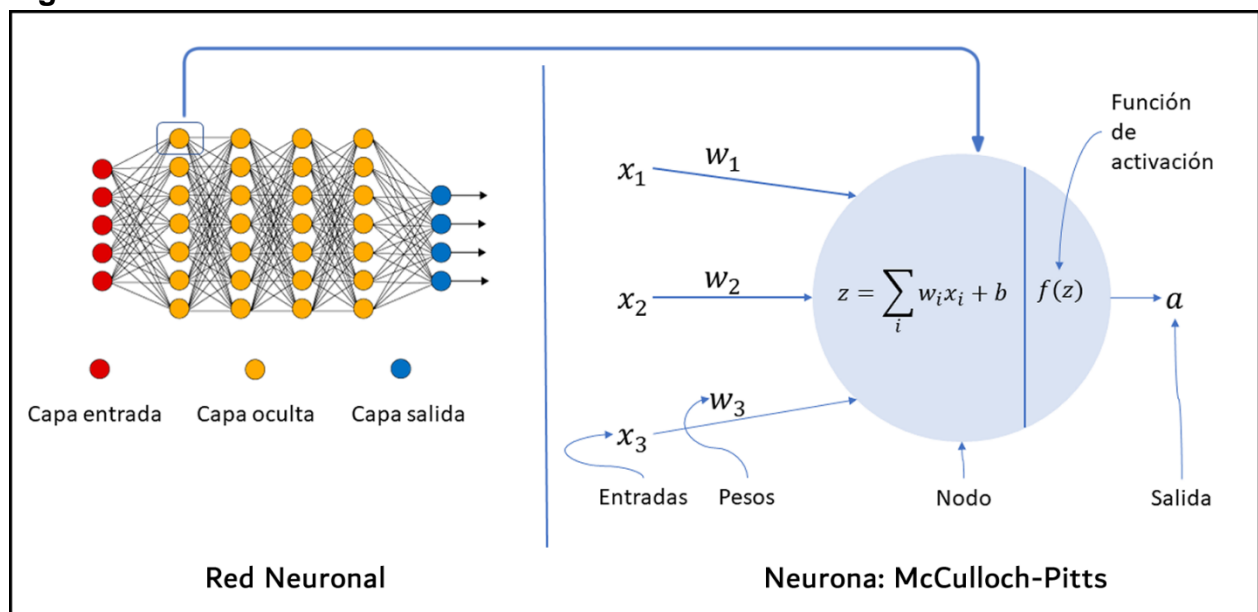 Función
de
activación
x₁
w₁
x₂
w₂
z = ∑ᵢ wᵢxᵢ + b
f(z)
a
w₃
x₃
Capa entrada
Capa oculta
Capa salida
Entradas
Pesos
Nodo
Salida
Red Neuronal
Neurona: McCulloch-Pitts